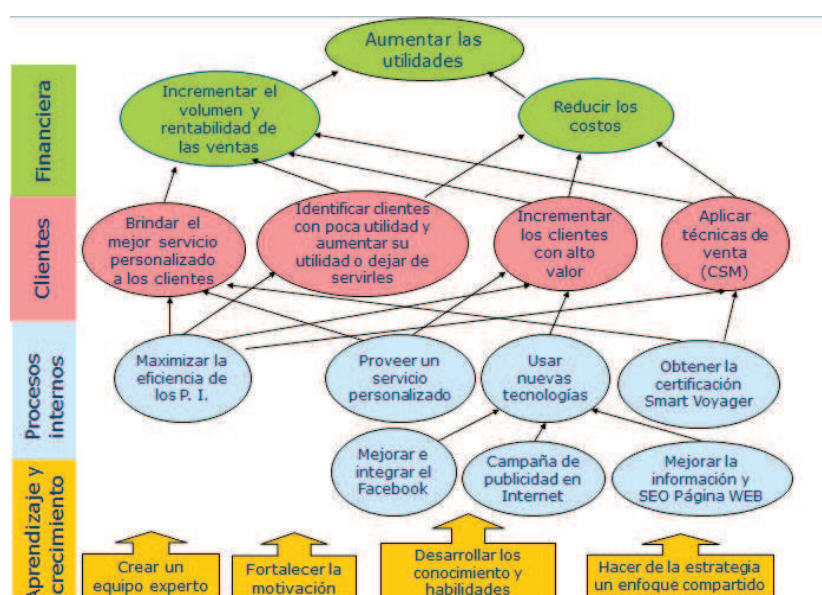 Aumentar las
utilidades
Incrementar el
volumen y
rentabilidad de
las ventas
Reducir los
costos
Financiera
Brindar el
mejor servicio
personalizado
a los clientes
Identificar clientes
con poca utilidad y
aumentar su
utilidad o dejar de
servirles
Incrementar
los clientes
con alto
valor
Aplicar
técnicas de
venta
(CSM)
Clientes
Maximizar la
eficiencia de
los P. I.
Proveer un
servicio
personalizado
Usar
nuevas
tecnologías
Obtener la
certificación
Smart Voyager
Procesos
internos
Mejorar e
integrar el
Facebook
Campaña de
publicidad en
Internet
Mejorar la
información y
SEO Página WEB
Aprendizaje y
crecimiento
Crear un
equipo experto
Fortalecer la
motivación
Desarrollar los
conocimiento y
habilidades
Hacer de la estrategia
un enfoque compartido